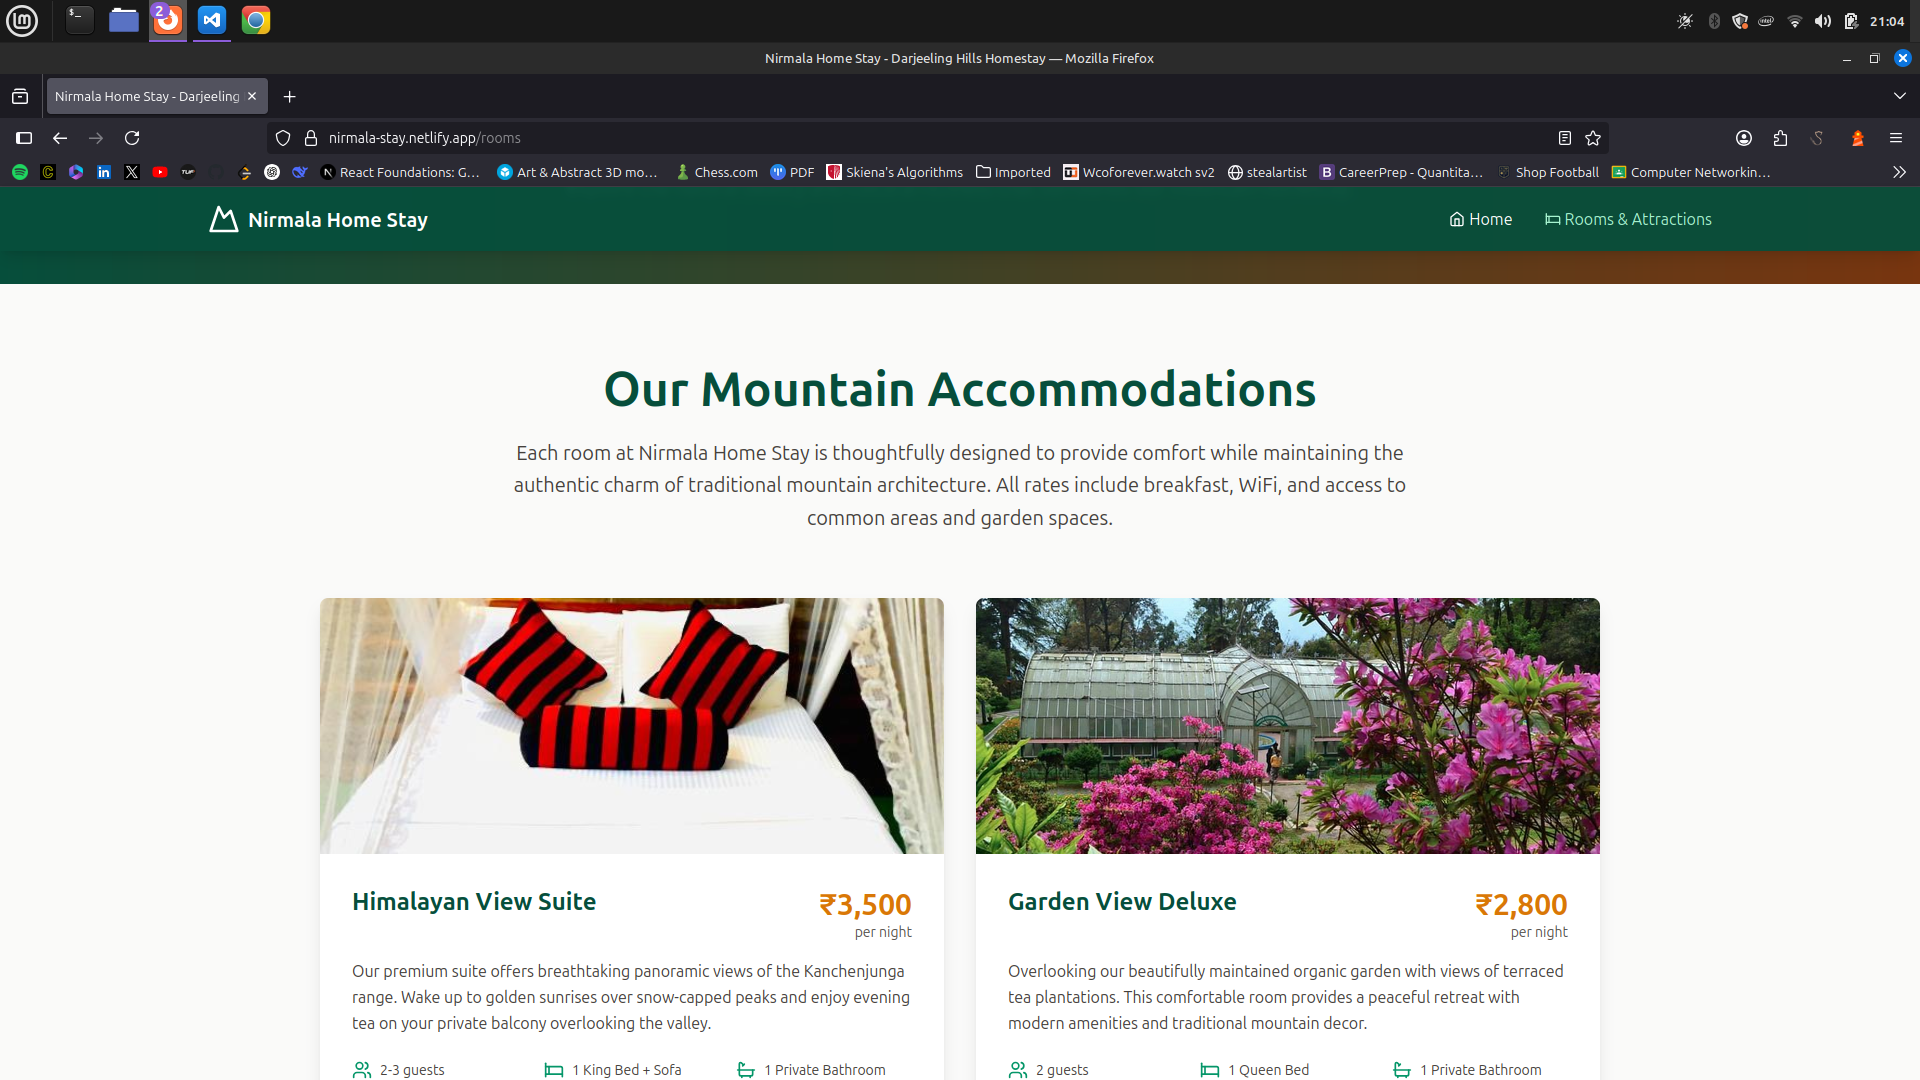 2
21:04
Nirmala Home Stay - Darjeeling Hills Homestay — Mozilla Firefox
Nirmala Home Stay - Darjeeling
nirmala-stay.netlify.app/rooms
React Foundations: G…
Art & Abstract 3D mo…
Chess.com
PDF
Skiena's Algorithms
Imported
Wcoforever.watch sv2
stealartist
CareerPrep - Quantita…
Shop Football
Computer Networkin…
Nirmala Home Stay
Home
Rooms & Attractions
Our Mountain Accommodations
Each room at Nirmala Home Stay is thoughtfully designed to provide comfort while maintaining the
authentic charm of traditional mountain architecture. All rates include breakfast, WiFi, and access to
common areas and garden spaces.
Himalayan View Suite
₹3,500
per night
Our premium suite offers breathtaking panoramic views of the Kanchenjunga
range. Wake up to golden sunrises over snow-capped peaks and enjoy evening
tea on your private balcony overlooking the valley.
2-3 guests
1 King Bed + Sofa
1 Private Bathroom
Garden View Deluxe
₹2,800
per night
Overlooking our beautifully maintained organic garden with views of terraced
tea plantations. This comfortable room provides a peaceful retreat with
modern amenities and traditional mountain decor.
2 guests
1 Queen Bed
1 Private Bathroom